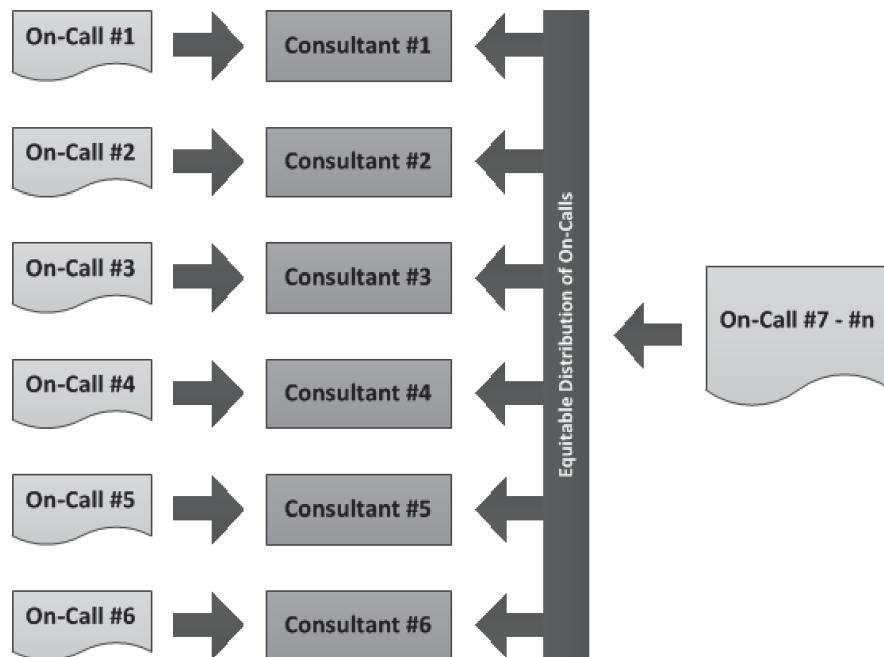 On-Call #1
Consultant #1
On-Call #2
Consultant #2
On-Call #3
Consultant #3
On-Call #4
Consultant #4
On-Call #5
Consultant #5
On-Call #6
Consultant #6
Equitable Distribution of On-Calls
On-Call #7 - #n